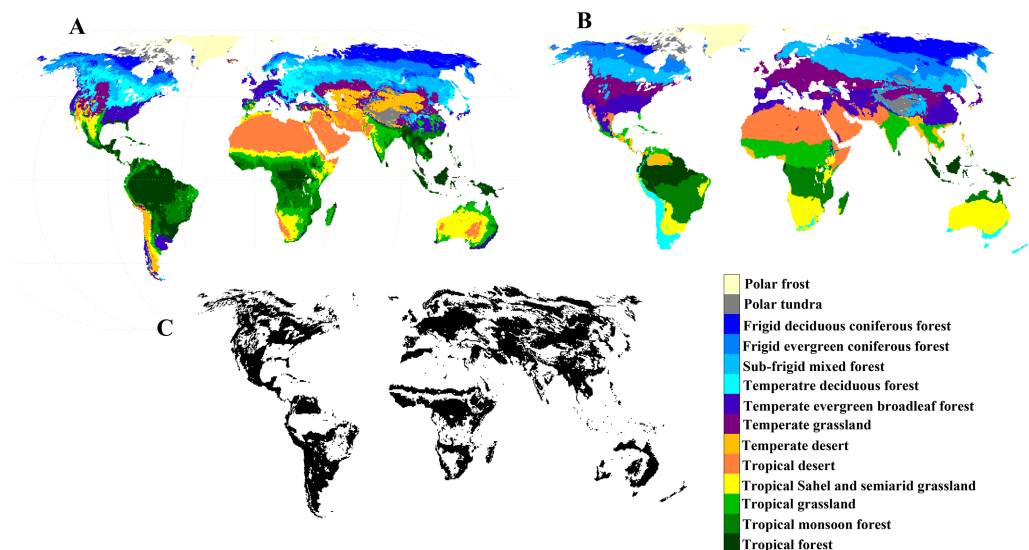 A
B
C
Polar frost
Polar tundra
Frigid deciduous coniferous forest
Frigid evergreen coniferous forest
Sub-frigid mixed forest
Temperatre deciduous forest
Temperate evergreen broadleaf forest
Temperate grassland
Temperate desert
Tropical desert
Tropical Sahel and semiarid grassland
Tropical grassland
Tropical monsoon forest
Tropical forest